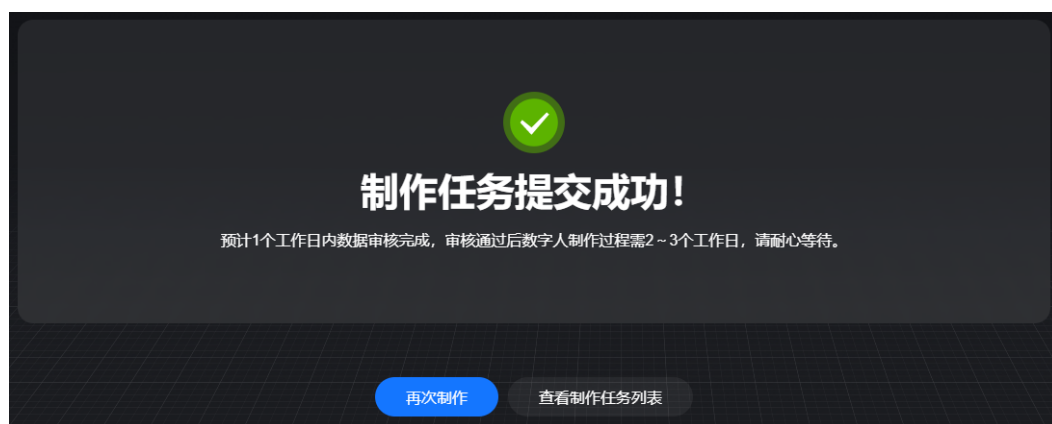 制作任务提交成功！
预计1个工作日内数据审核完成，审核通过后数字人制作过程需2~3个工作日，请耐心等待。
再次制作
查看制作任务列表